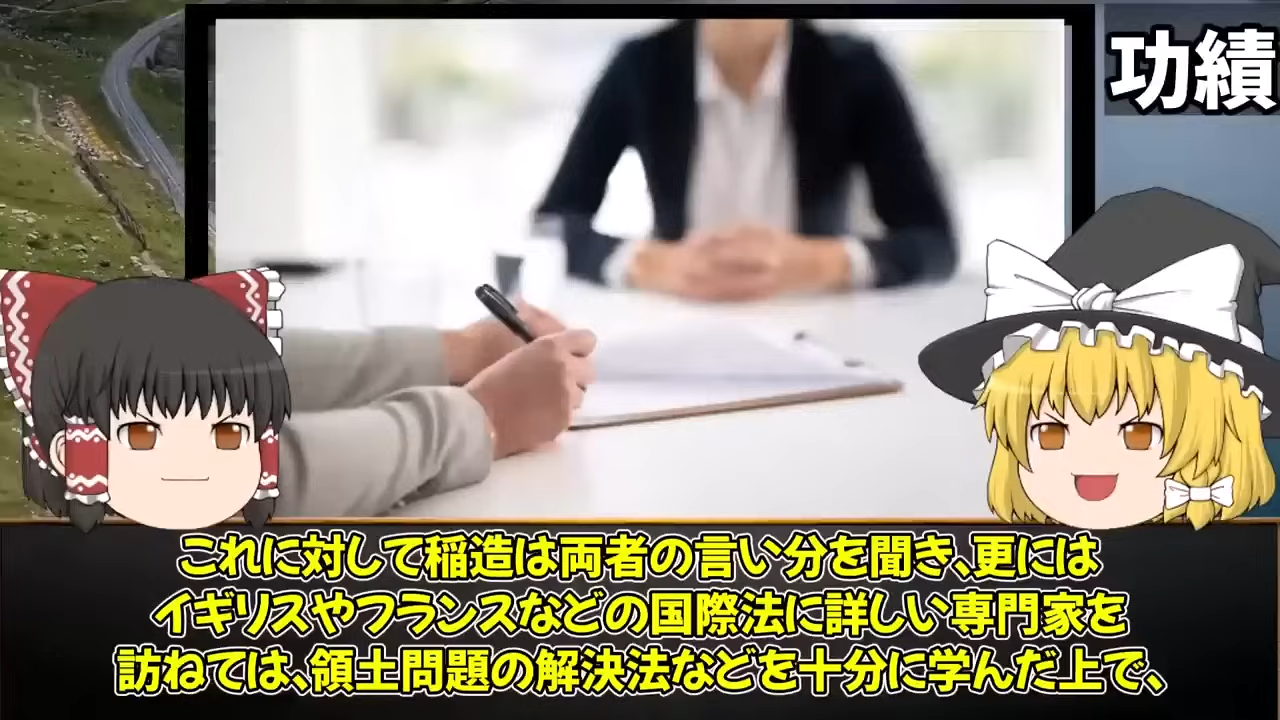 功績
これに対して稲造は両者の言い分を聞き、更には
イギリスやフランスなどの国際法に詳しい専門家を
訪ねては、領土問題の解決法などを十分に学んだ上で、